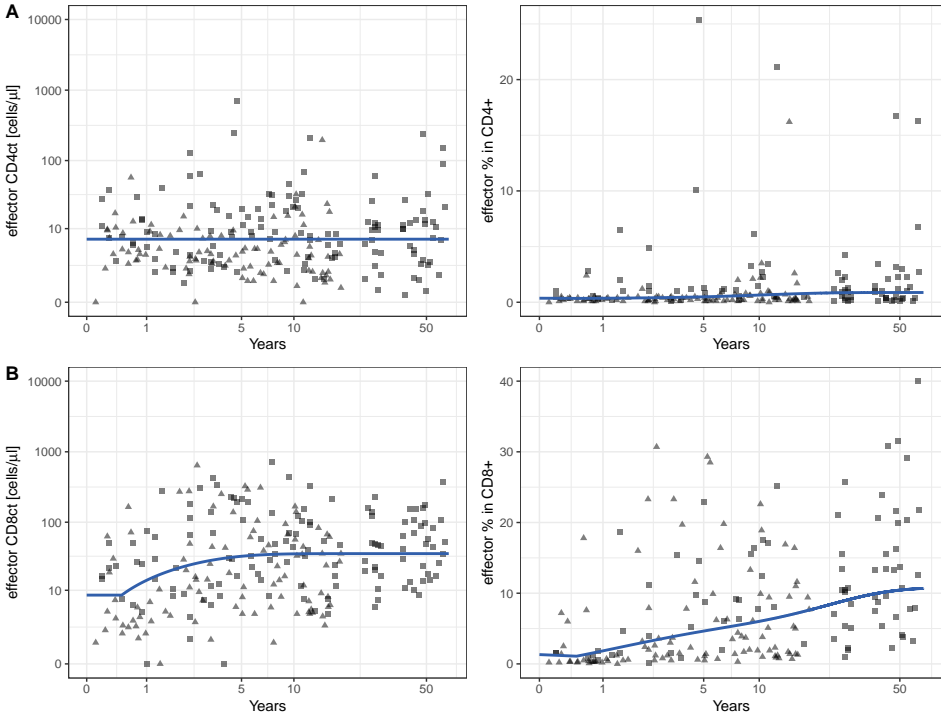 A
effector CD4ct [cells/µl]
10000
1000
100
10
0
0 1 5 10 50
Years
effector % in CD4+
20
10
0
0 1 5 10 50
Years
B
effector CD8ct [cells/µl]
10000
1000
100
10
0
0 1 5 10 50
Years
effector % in CD8+
40
30
20
10
0
0 1 5 10 50
Years